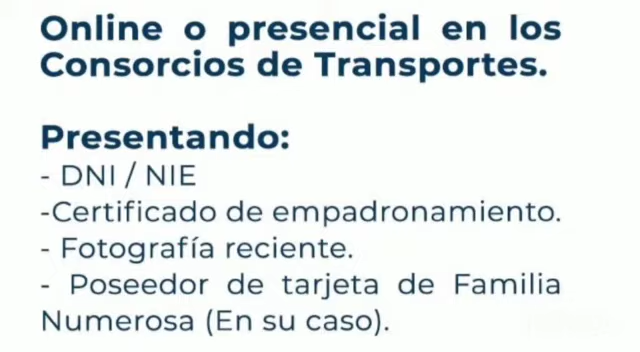 Online o presencial en los
Consorcios de Transportes.
Presentando:
- DNI / NIE
-Certificado de empadronamiento.
- Fotografía reciente.
- Poseedor de tarjeta de Familia
Numerosa (En su caso).